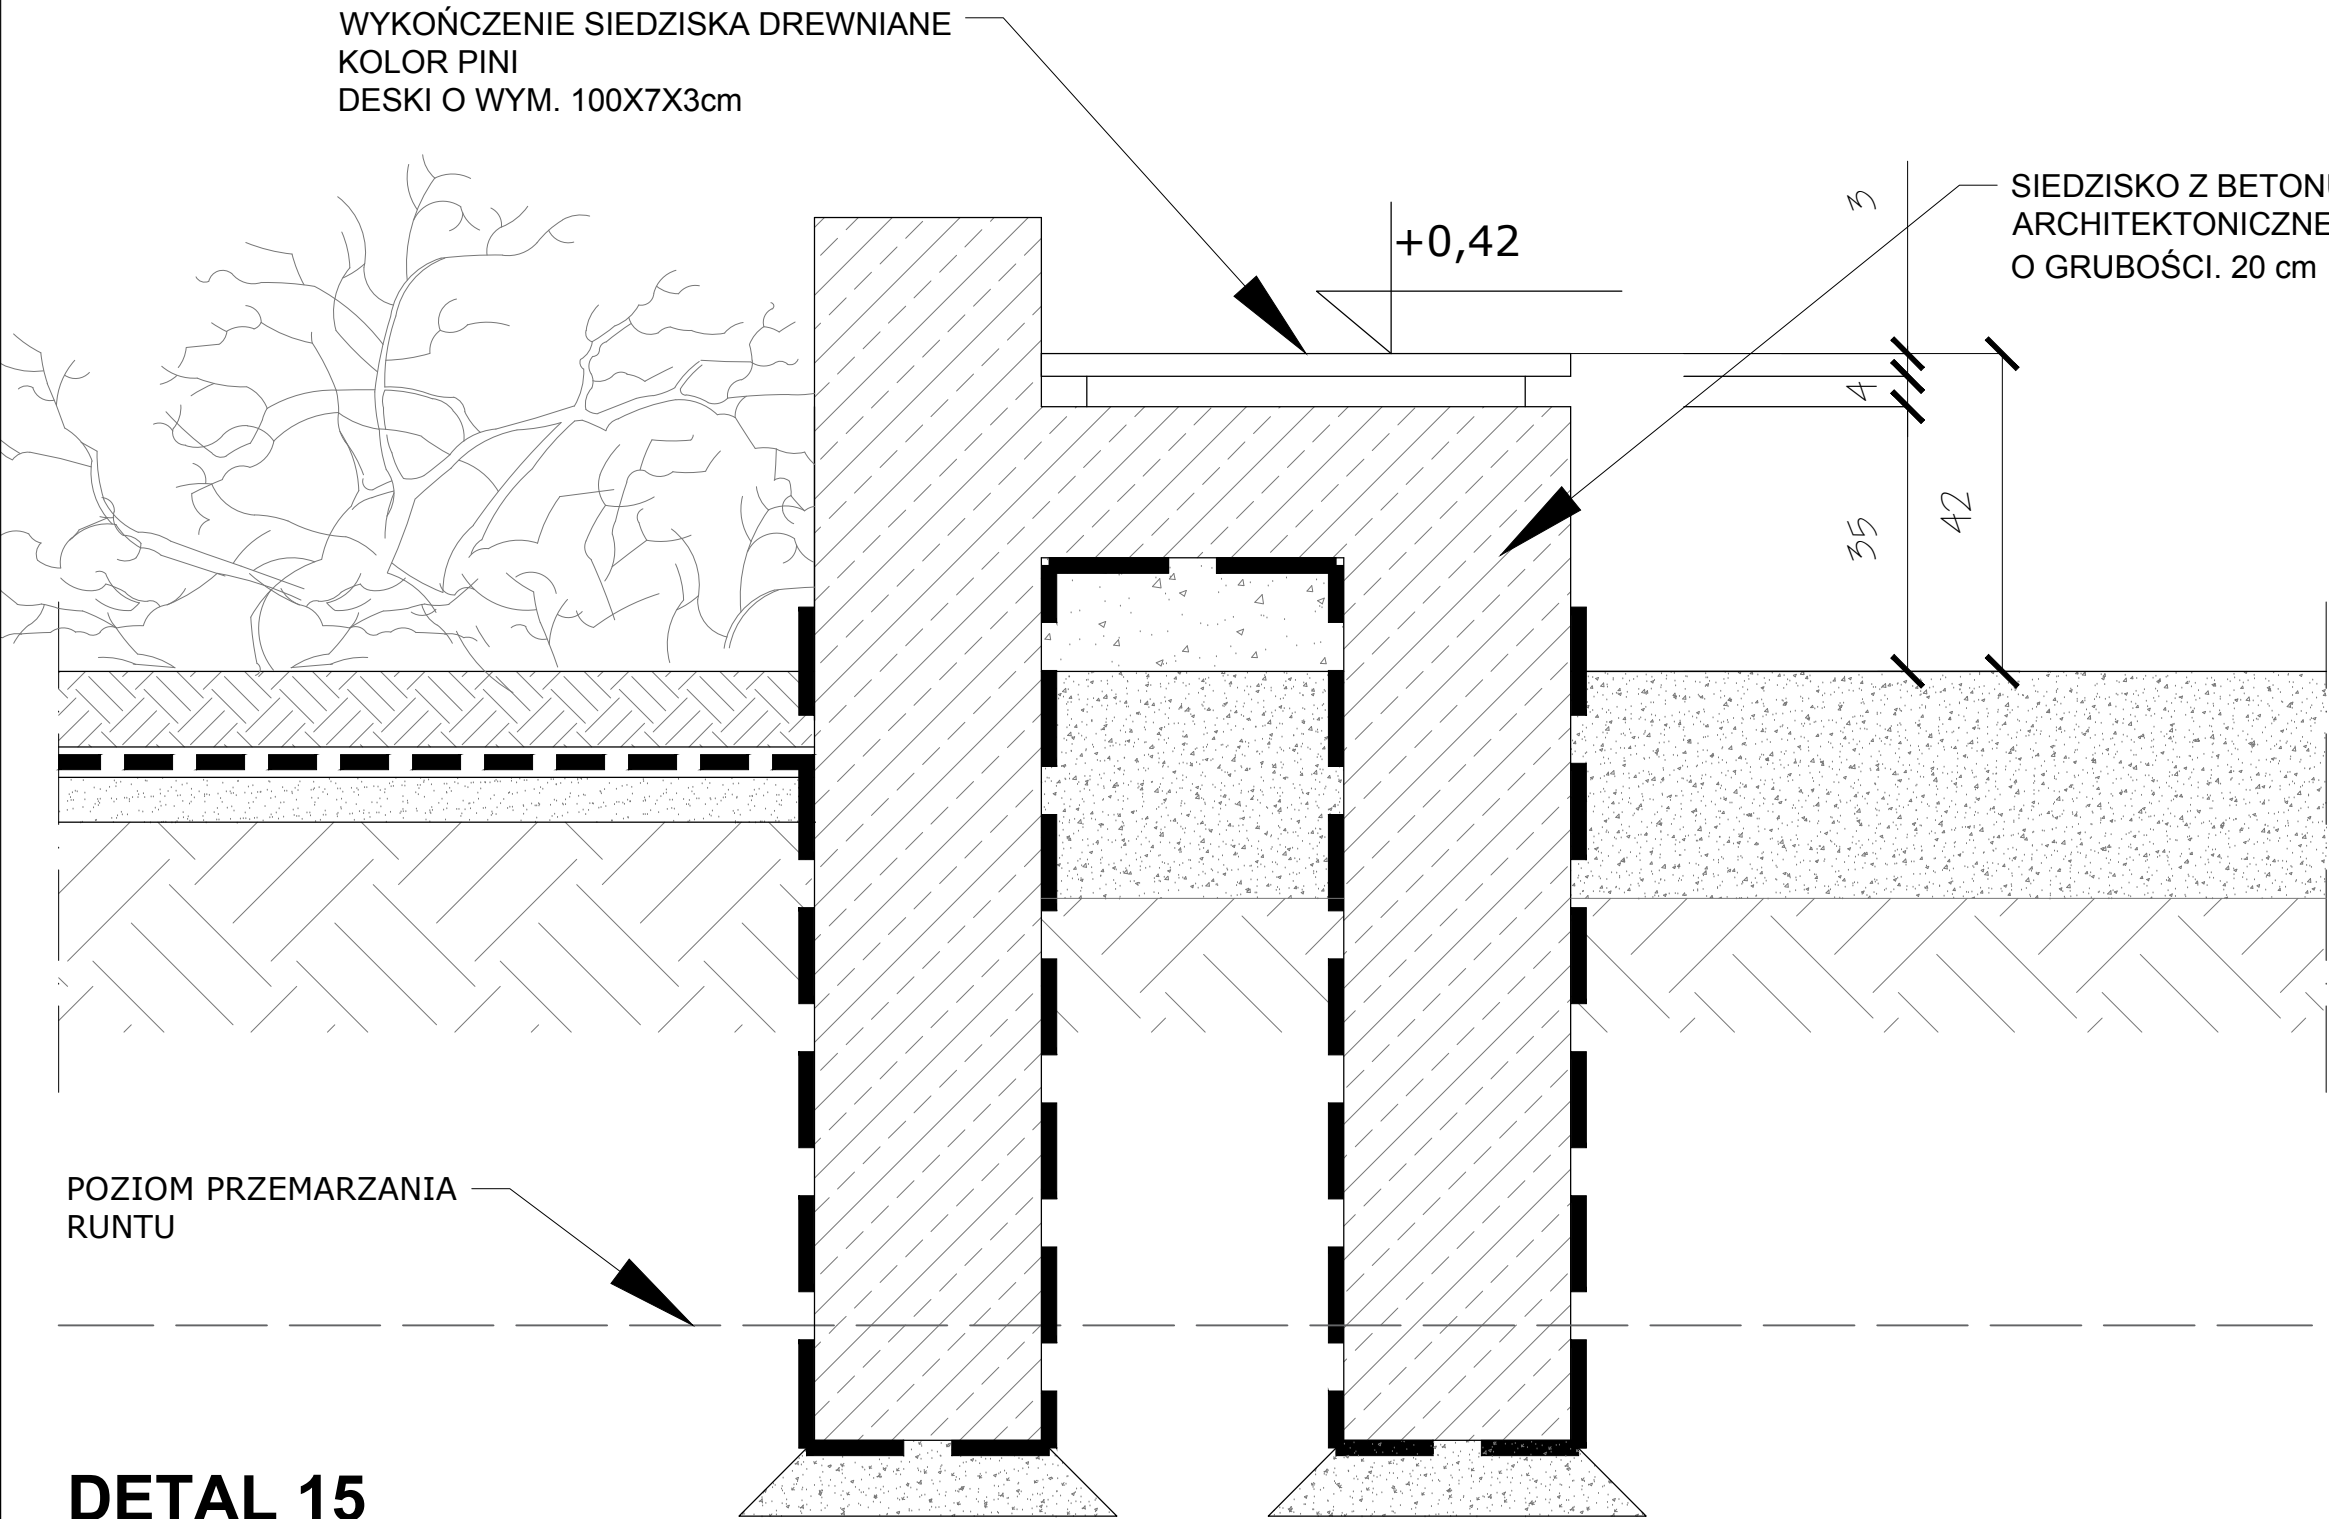 WYKOŃCZENIE SIEDZISKA DREWNIANE
KOLOR PINI
DESKI O WYM. 100X7X3cm
SIEDZISKO Z BETONU
ARCHITEKTONICZNE
O GRUBOŚCI. 20 cm
+0,42
3
4
35
42
POZIOM PRZEMARZANIA
RUNTU
DETAL 15